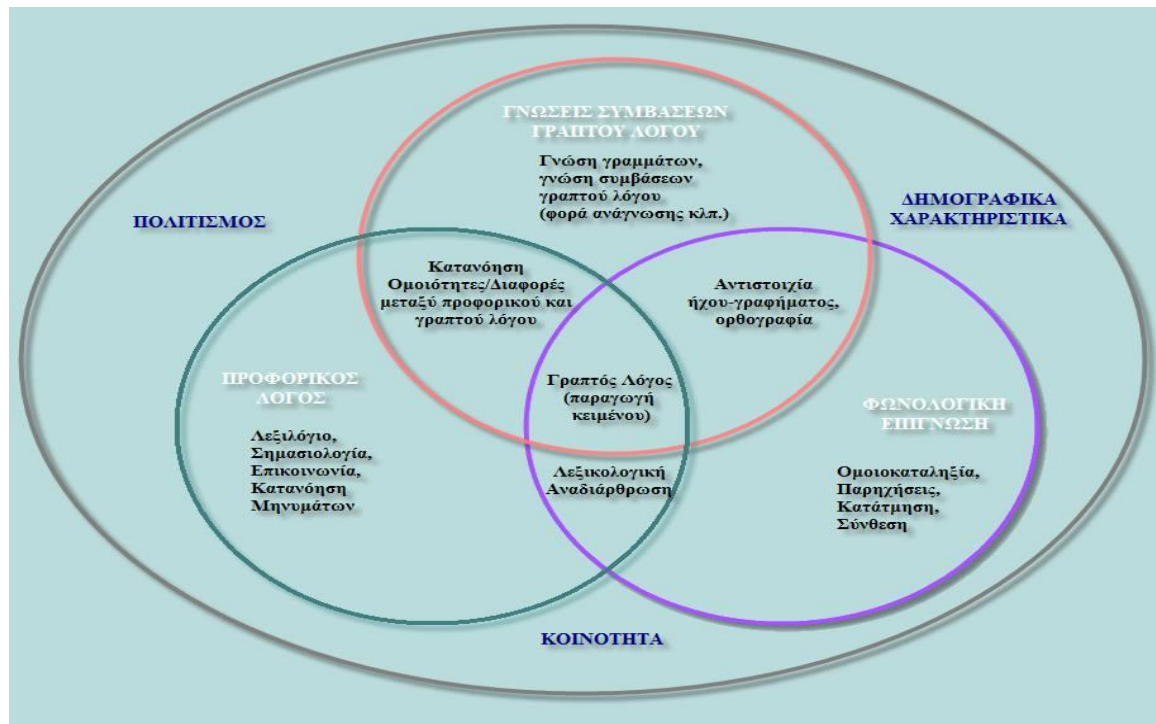 ΓΝΩΣΕΙΣ ΣΥΜΒΑΣΕΩΝ
ΓΡΑΠΤΟΥ ΛΟΓΟΥ
Γνώση γραμμάτων,
γνώση συμβάσεων
γραπτού λόγου
(φορά ανάγνωσης κλπ.)
ΠΟΛΙΤΙΣΜΟΣ
ΔΗΜΟΓΡΑΦΙΚΑ
ΧΑΡΑΚΤΗΡΙΣΤΙΚΑ
Κατανόηση
Ομοιότητες/Διαφορές
μεταξύ προφορικού και
γραπτού λόγου
Αντιστοιχία
ήχου-γραφήματος,
ορθογραφία
ΠΡΟΦΟΡΙΚΟΣ
ΛΟΓΟΣ
Λεξιλόγιο,
Σημασιολογία,
Επικοινωνία,
Κατανόηση
Μηνυμάτων
Γραπτός Λόγος
(παραγωγή
κειμένου)
Λεξικολογική
Αναδιάρθρωση
ΦΩΝΟΛΟΓΙΚΗ
ΕΠΙΓΝΩΣΗ
Ομοιοκαταληξία,
Παρηχήσεις,
Κατάτμηση,
Σύνθεση
ΚΟΙΝΟΤΗΤΑ